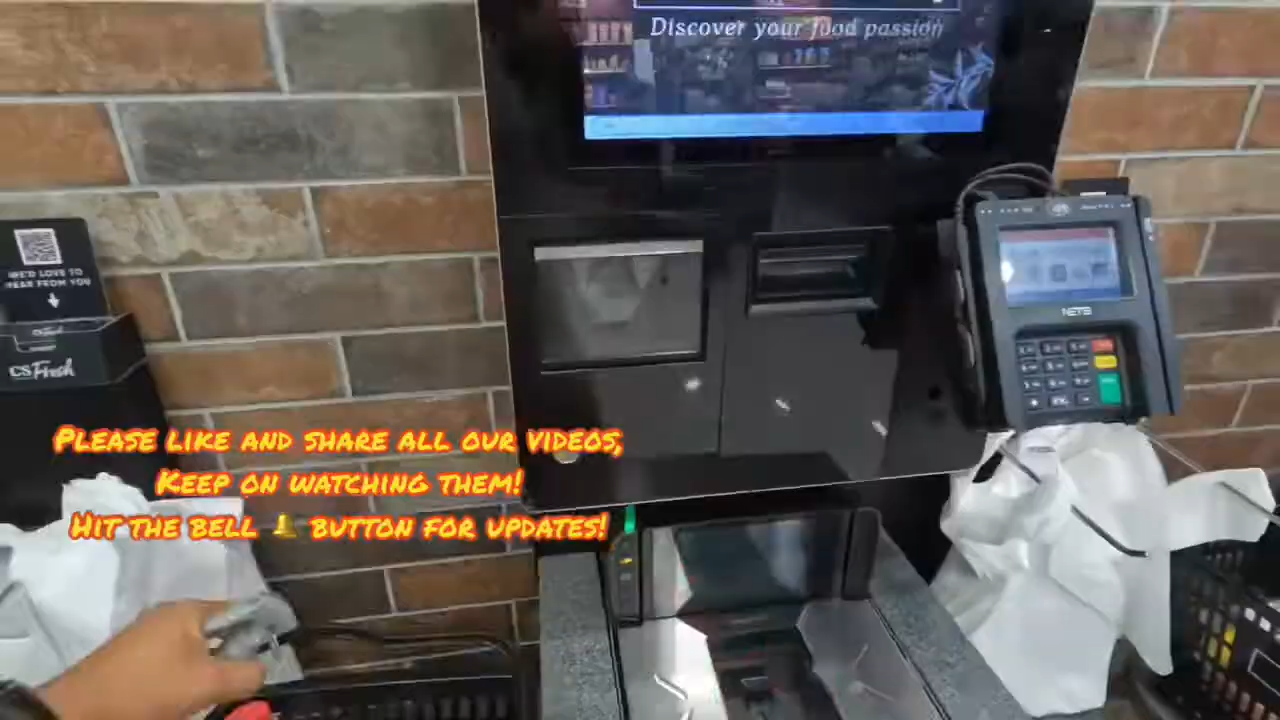 Discover your food passion
WE'D LOVE TO
HEAR FROM YOU
CS Fresh
NETS
PLEASE LIKE AND SHARE ALL OUR VIDEOS,
KEEP ON WATCHING THEM!
HIT THE BELL 🔔 BUTTON FOR UPDATES!